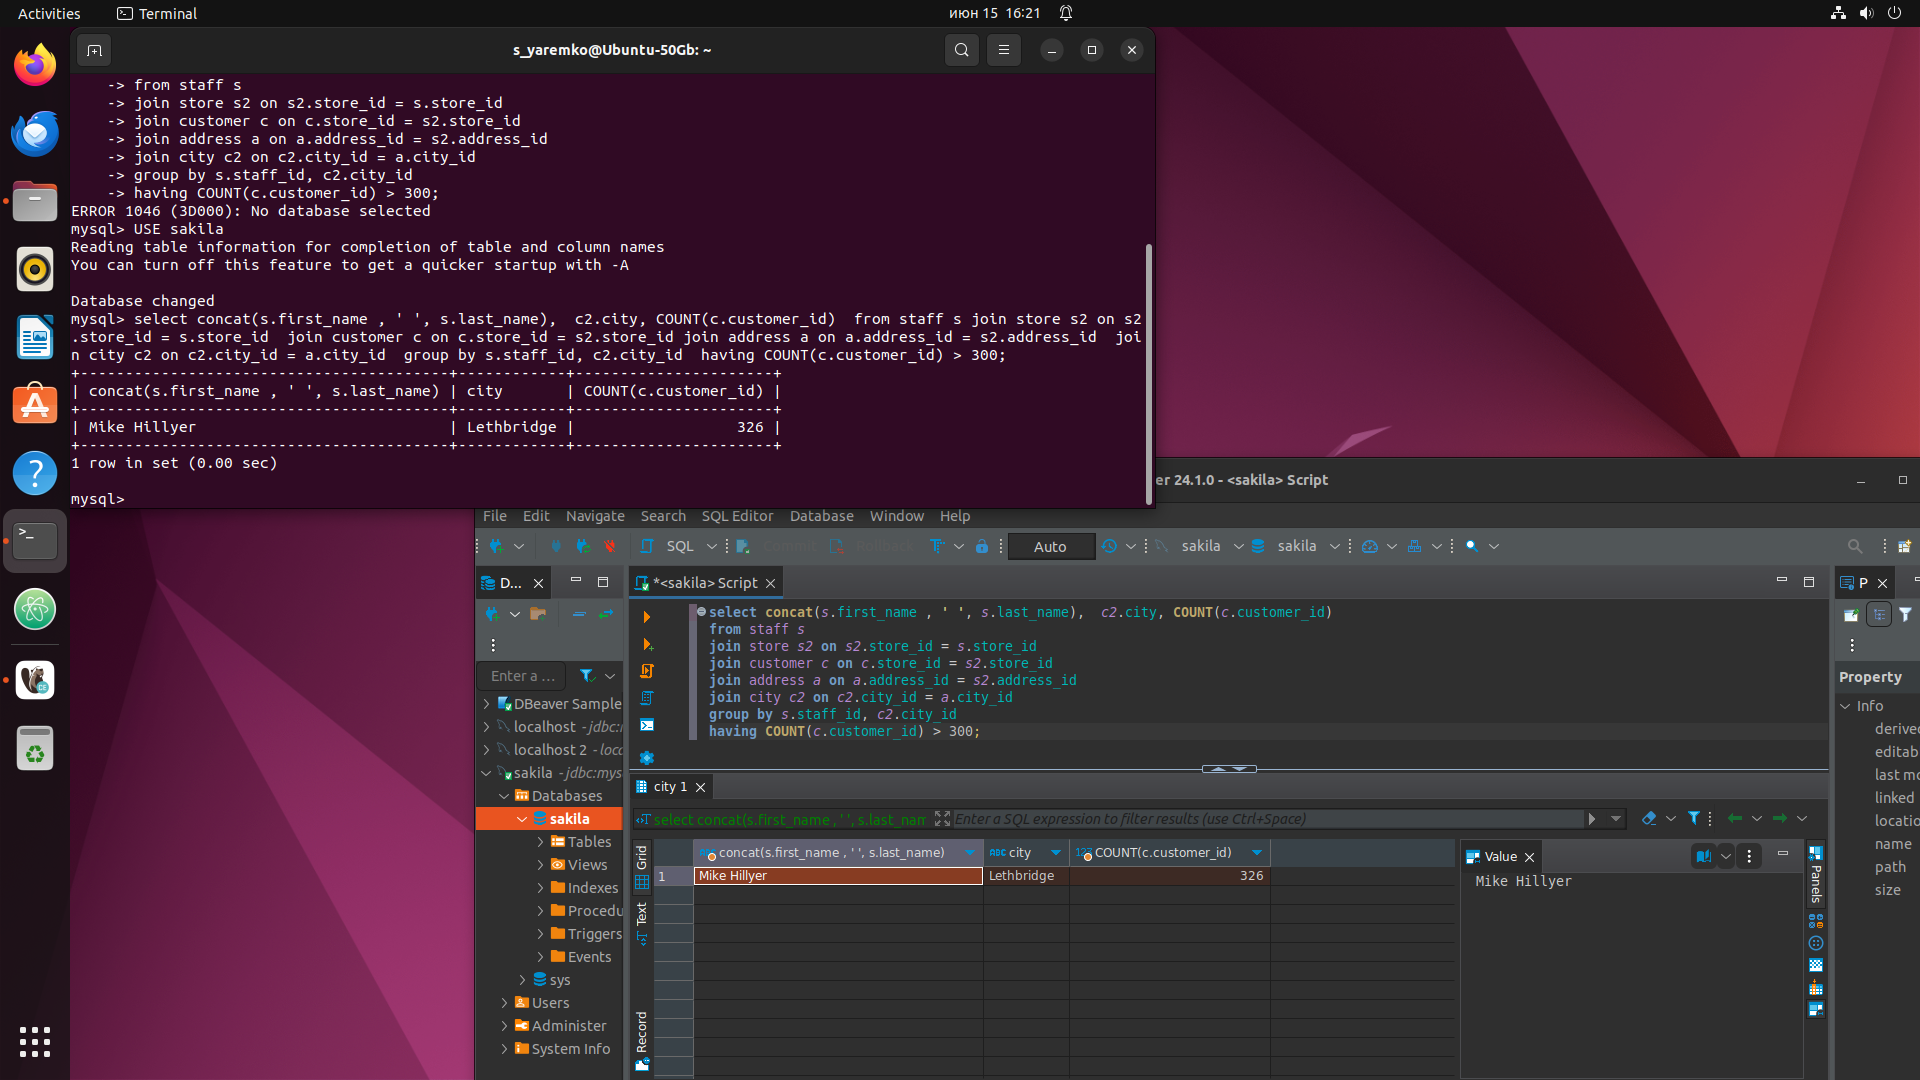 Activities
Terminal
июн 15 16:21
s_yaremko@Ubuntu-50Gb: ~
-> from staff s
-> join store s2 on s2.store_id = s.store_id
-> join customer c on c.store_id = s2.store_id
-> join address a on a.address_id = s2.address_id
-> join city c2 on c2.city_id = a.city_id
-> group by s.staff_id, c2.city_id
-> having COUNT(c.customer_id) > 300;
ERROR 1046 (3D000): No database selected
mysql> USE sakila
Reading table information for completion of table and column names
You can turn off this feature to get a quicker startup with -A
Database changed
mysql> select concat(s.first_name , ' ', s.last_name),  c2.city, COUNT(c.customer_id)  from staff s join store s2 on s2
.store_id = s.store_id  join customer c on c.store_id = s2.store_id join address a on a.address_id = s2.address_id  joi
n city c2 on c2.city_id = a.city_id  group by s.staff_id, c2.city_id  having COUNT(c.customer_id) > 300;
+-----------------------------------------+------------+----------------------+
| concat(s.first_name , ' ', s.last_name) | city       | COUNT(c.customer_id) |
+-----------------------------------------+------------+----------------------+
| Mike Hillyer                            | Lethbridge |                  326 |
+-----------------------------------------+------------+----------------------+
1 row in set (0.00 sec)
mysql>
er 24.1.0 - <sakila> Script
File Edit Navigate Search SQL Editor Database Window Help
SQL Auto sakila sakila
D...
*<sakila> Script
P
Enter a ...
DBeaver Sample
localhost - jdbc:
localhost 2 - loc
sakila - jdbc:mys
Databases
sakila
Tables
Views
Indexes
Procedu
Triggers
Events
sys
Users
Administer
System Info
select concat(s.first_name , ' ', s.last_name),  c2.city, COUNT(c.customer_id)
from staff s
join store s2 on s2.store_id = s.store_id
join customer c on c.store_id = s2.store_id
join address a on a.address_id = s2.address_id
join city c2 on c2.city_id = a.city_id
group by s.staff_id, c2.city_id
having COUNT(c.customer_id) > 300;
city 1
select concat(s.first_name , ' ', s.last_nam
Enter a SQL expression to filter results (use Ctrl+Space)
Grid
Text
Record
concat(s.first_name , ' ', s.last_name) ABC city 123 COUNT(c.customer_id)
1 Mike Hillyer Lethbridge 326
Value
Mike Hillyer
Panels
Property
Info
derived
editab
last mo
linked
locatio
name
path
size